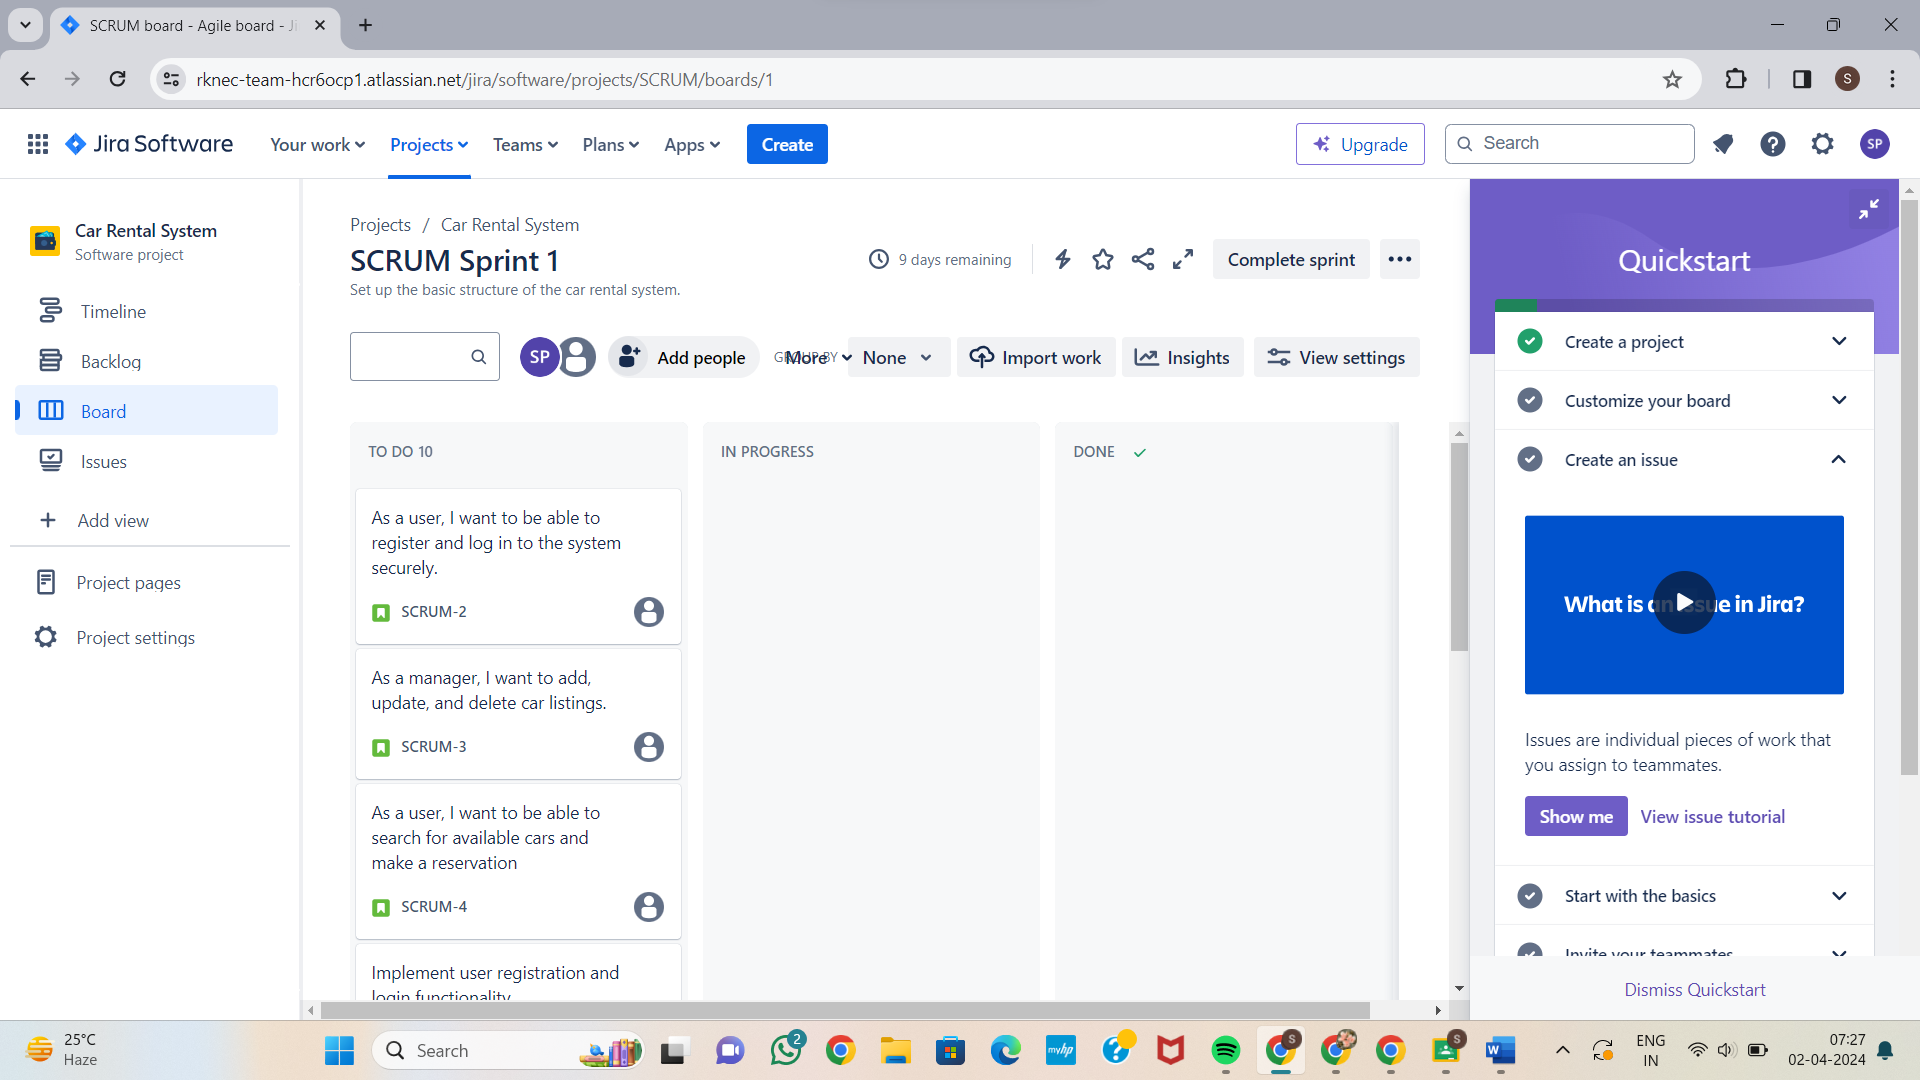 SCRUM board - Agile board - Ji
rknec-team-hcr6ocp1.atlassian.net/jira/software/projects/SCRUM/boards/1
S
Jira Software
Your work
Projects
Teams
Plans
Apps
Create
Upgrade
Search
SP
Car Rental System
Software project
Timeline
Backlog
Board
Issues
Add view
Project pages
Project settings
Projects / Car Rental System
SCRUM Sprint 1
Set up the basic structure of the car rental system.
9 days remaining
Complete sprint
SP
Add people
GROUP BY
More
None
Import work
Insights
View settings
TO DO 10
IN PROGRESS
DONE
As a user, I want to be able to
register and log in to the system
securely.
SCRUM-2
As a manager, I want to add,
update, and delete car listings.
SCRUM-3
As a user, I want to be able to
search for available cars and
make a reservation
SCRUM-4
Implement user registration and
login functionality
Quickstart
Create a project
Customize your board
Create an issue
What is an issue in Jira?
Issues are individual pieces of work that
you assign to teammates.
Show me
View issue tutorial
Start with the basics
Invite your teammates
Dismiss Quickstart
25°C
Haze
Search
2
myhp
S
S
W
ENG
IN
07:27
02-04-2024